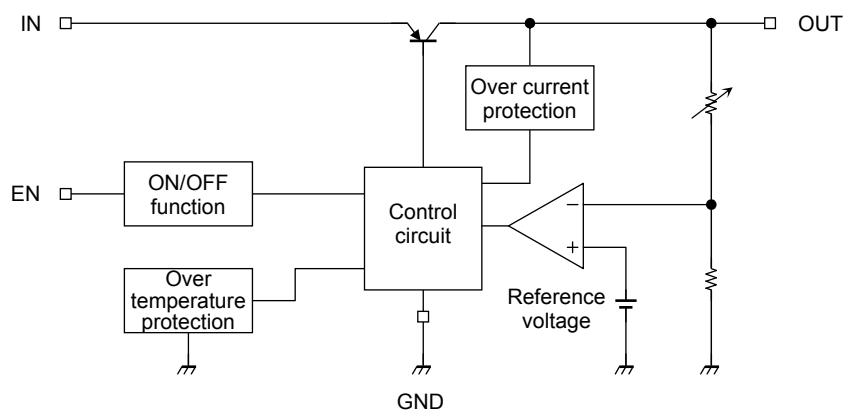 IN
OUT
Over current
protection
EN
ON/OFF
function
Control
circuit
−
+
Over
temperature
protection
Reference
voltage
GND